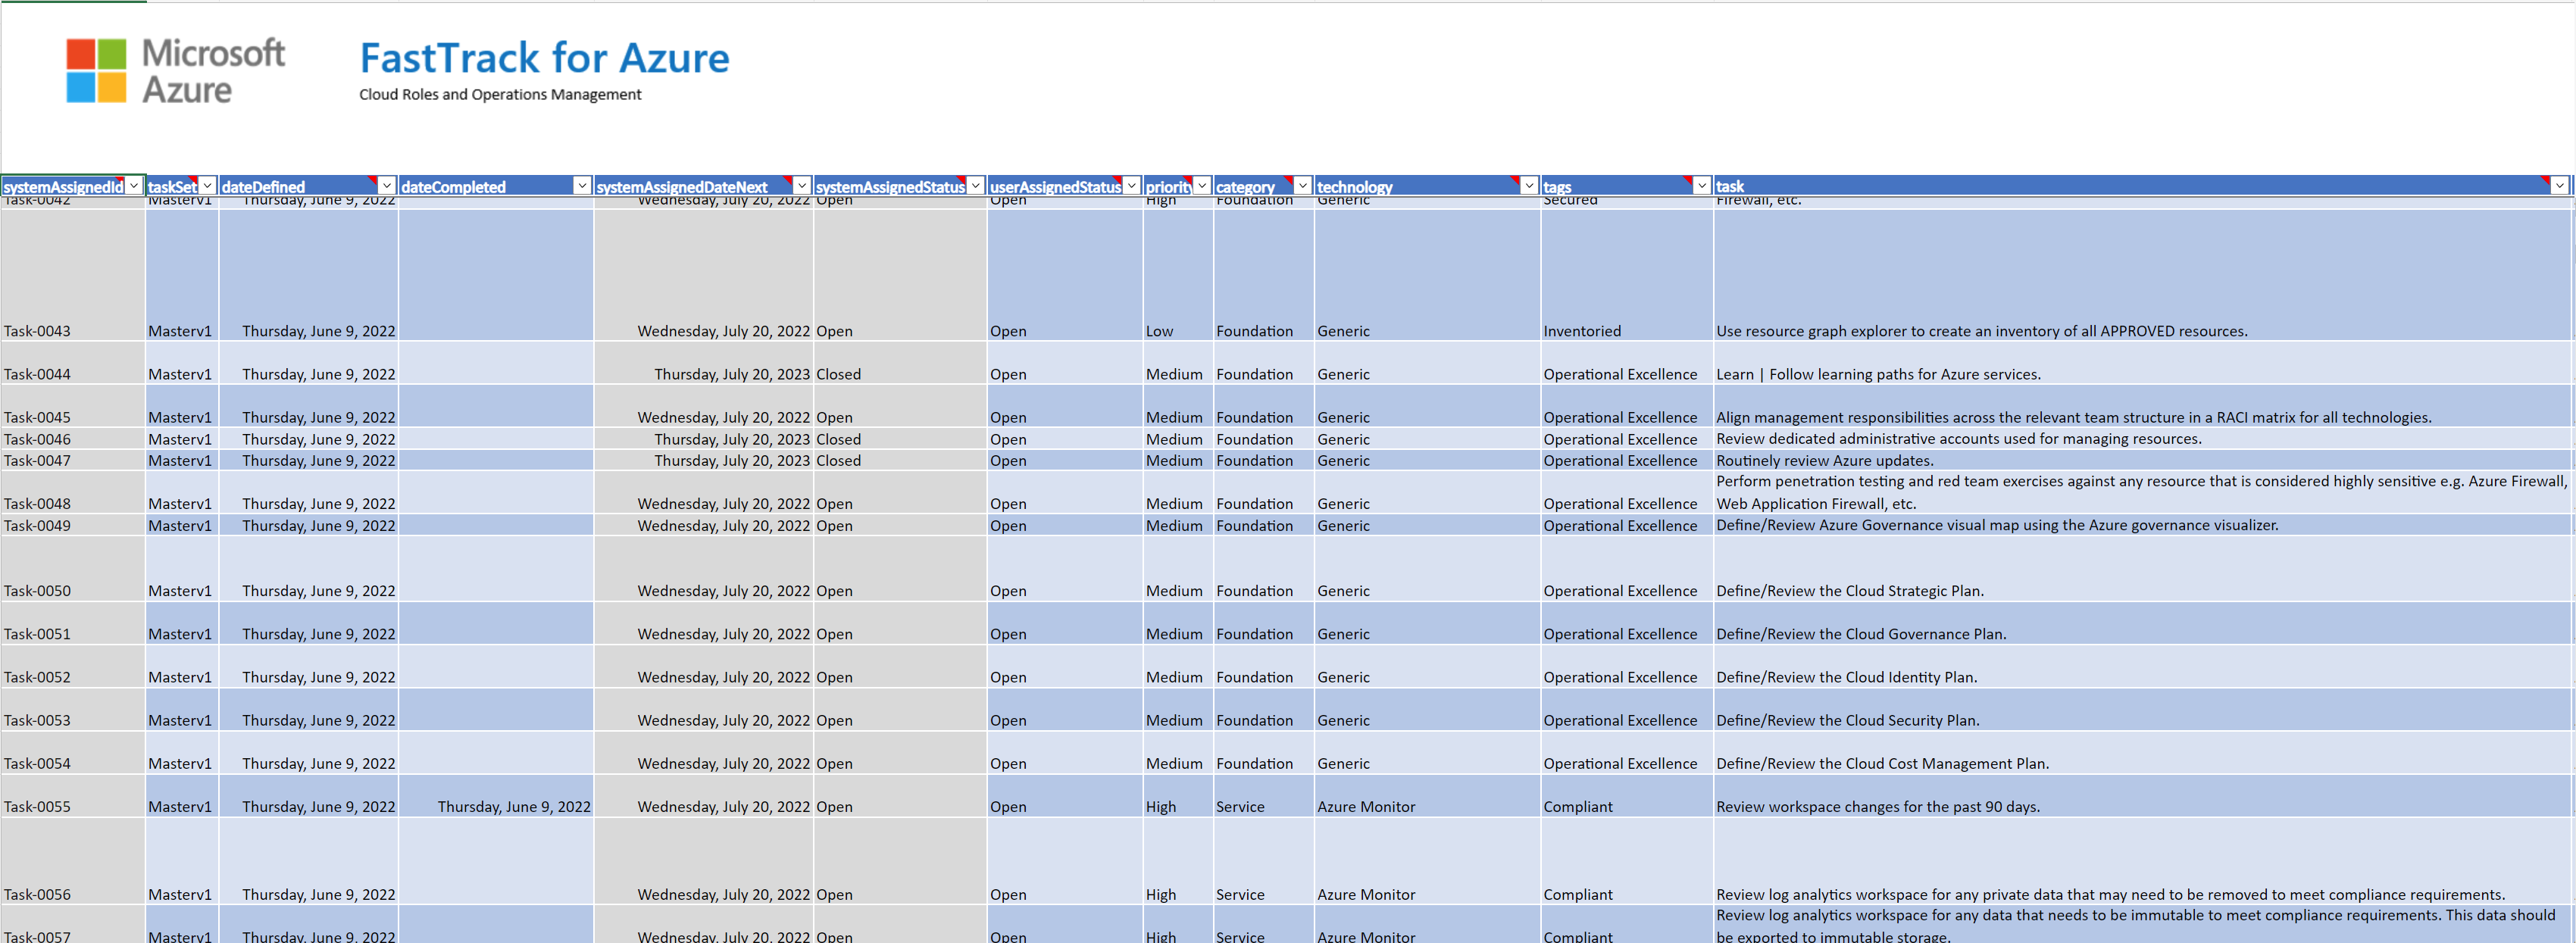 Microsoft
Azure
FastTrack for Azure
Cloud Roles and Operations Management
systemAssignedId taskSet dateDefined dateCompleted systemAssignedDateNext systemAssignedStatus userAssignedStatus priority category technology tags task
Task-0042 Masterv1 Thursday, June 9, 2022 Wednesday, July 20, 2022 Open Open High Foundation Generic Secured Firewall, etc.
Task-0043 Masterv1 Thursday, June 9, 2022 Wednesday, July 20, 2022 Open Open Low Foundation Generic Inventoried Use resource graph explorer to create an inventory of all APPROVED resources.
Task-0044 Masterv1 Thursday, June 9, 2022 Thursday, July 20, 2023 Closed Open Medium Foundation Generic Operational Excellence Learn | Follow learning paths for Azure services.
Task-0045 Masterv1 Thursday, June 9, 2022 Wednesday, July 20, 2022 Open Open Medium Foundation Generic Operational Excellence Align management responsibilities across the relevant team structure in a RACI matrix for all technologies.
Task-0046 Masterv1 Thursday, June 9, 2022 Thursday, July 20, 2023 Closed Open Medium Foundation Generic Operational Excellence Review dedicated administrative accounts used for managing resources.
Task-0047 Masterv1 Thursday, June 9, 2022 Thursday, July 20, 2023 Closed Open Medium Foundation Generic Operational Excellence Routinely review Azure updates.
Perform penetration testing and red team exercises against any resource that is considered highly sensitive e.g. Azure Firewall,
Task-0048 Masterv1 Thursday, June 9, 2022 Wednesday, July 20, 2022 Open Open Medium Foundation Generic Operational Excellence Web Application Firewall, etc.
Task-0049 Masterv1 Thursday, June 9, 2022 Wednesday, July 20, 2022 Open Open Medium Foundation Generic Operational Excellence Define/Review Azure Governance visual map using the Azure governance visualizer.
Task-0050 Masterv1 Thursday, June 9, 2022 Wednesday, July 20, 2022 Open Open Medium Foundation Generic Operational Excellence Define/Review the Cloud Strategic Plan.
Task-0051 Masterv1 Thursday, June 9, 2022 Wednesday, July 20, 2022 Open Open Medium Foundation Generic Operational Excellence Define/Review the Cloud Governance Plan.
Task-0052 Masterv1 Thursday, June 9, 2022 Wednesday, July 20, 2022 Open Open Medium Foundation Generic Operational Excellence Define/Review the Cloud Identity Plan.
Task-0053 Masterv1 Thursday, June 9, 2022 Wednesday, July 20, 2022 Open Open Medium Foundation Generic Operational Excellence Define/Review the Cloud Security Plan.
Task-0054 Masterv1 Thursday, June 9, 2022 Wednesday, July 20, 2022 Open Open Medium Foundation Generic Operational Excellence Define/Review the Cloud Cost Management Plan.
Task-0055 Masterv1 Thursday, June 9, 2022 Thursday, June 9, 2022 Wednesday, July 20, 2022 Open Open High Service Azure Monitor Compliant Review workspace changes for the past 90 days.
Task-0056 Masterv1 Thursday, June 9, 2022 Wednesday, July 20, 2022 Open Open High Service Azure Monitor Compliant Review log analytics workspace for any private data that may need to be removed to meet compliance requirements.
Review log analytics workspace for any data that needs to be immutable to meet compliance requirements. This data should
Task-0057 Masterv1 Thursday, June 9, 2022 Wednesday, July 20, 2022 Open Open High Service Azure Monitor Compliant be exported to immutable storage.